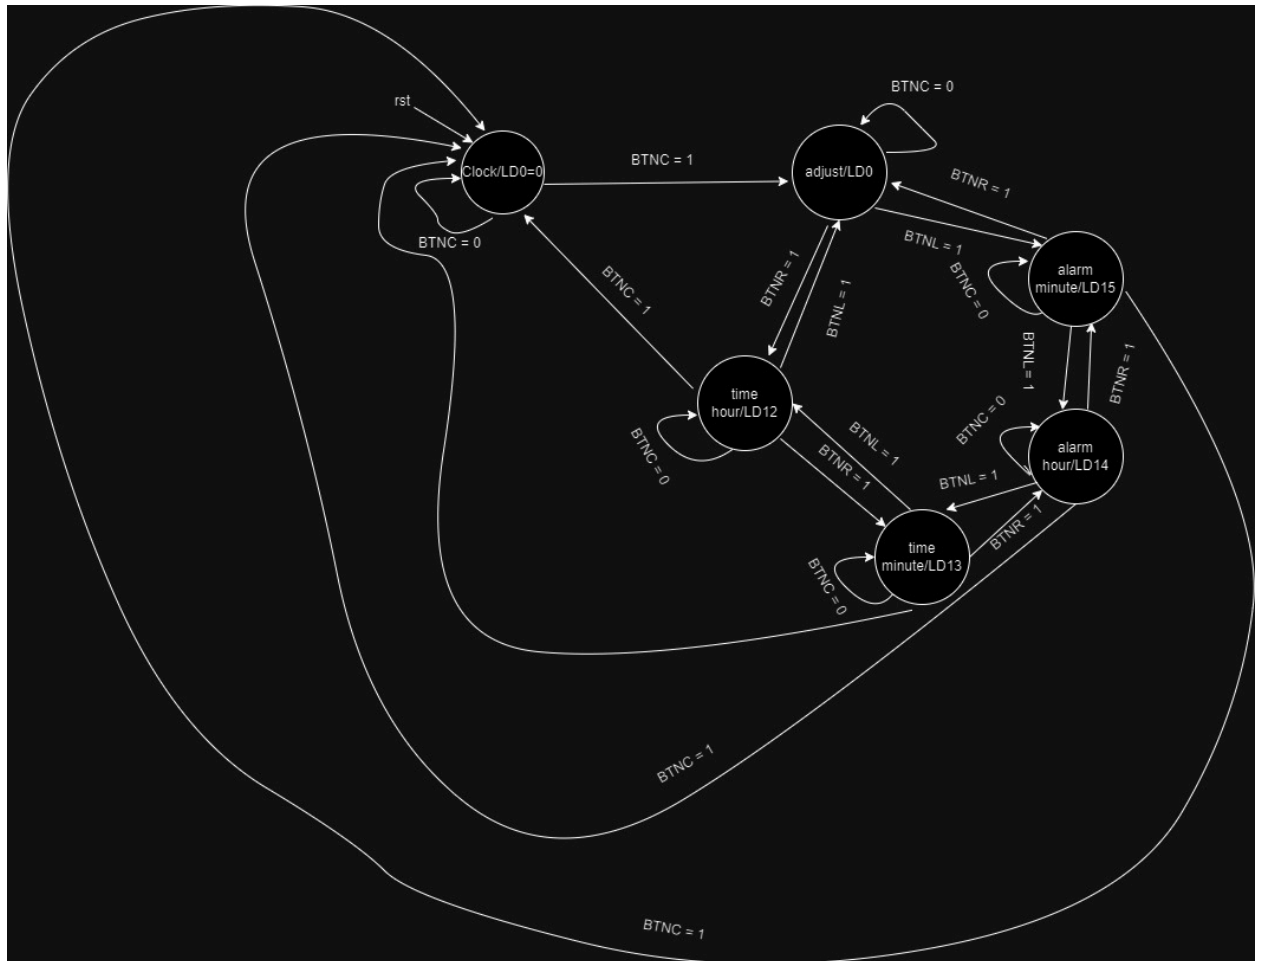 BTNC = 0
rst
BTNC = 1
Clock/LD0=0
adjust/LD0
BTNR = 1
BTNL = 1
BTNC = 0
BTNC = 1
BTNR = 1
BTNL = 1
BTNC = 0
alarm
minute/LD15
BTNL = 1
BTNR = 1
time
hour/LD12
BTNC = 0
BTNC = 0
BTNL = 1
BTNR = 1
alarm
hour/LD14
BTNL = 1
BTNR = 1
time
minute/LD13
BTNC = 0
BTNC = 1
BTNC = 1